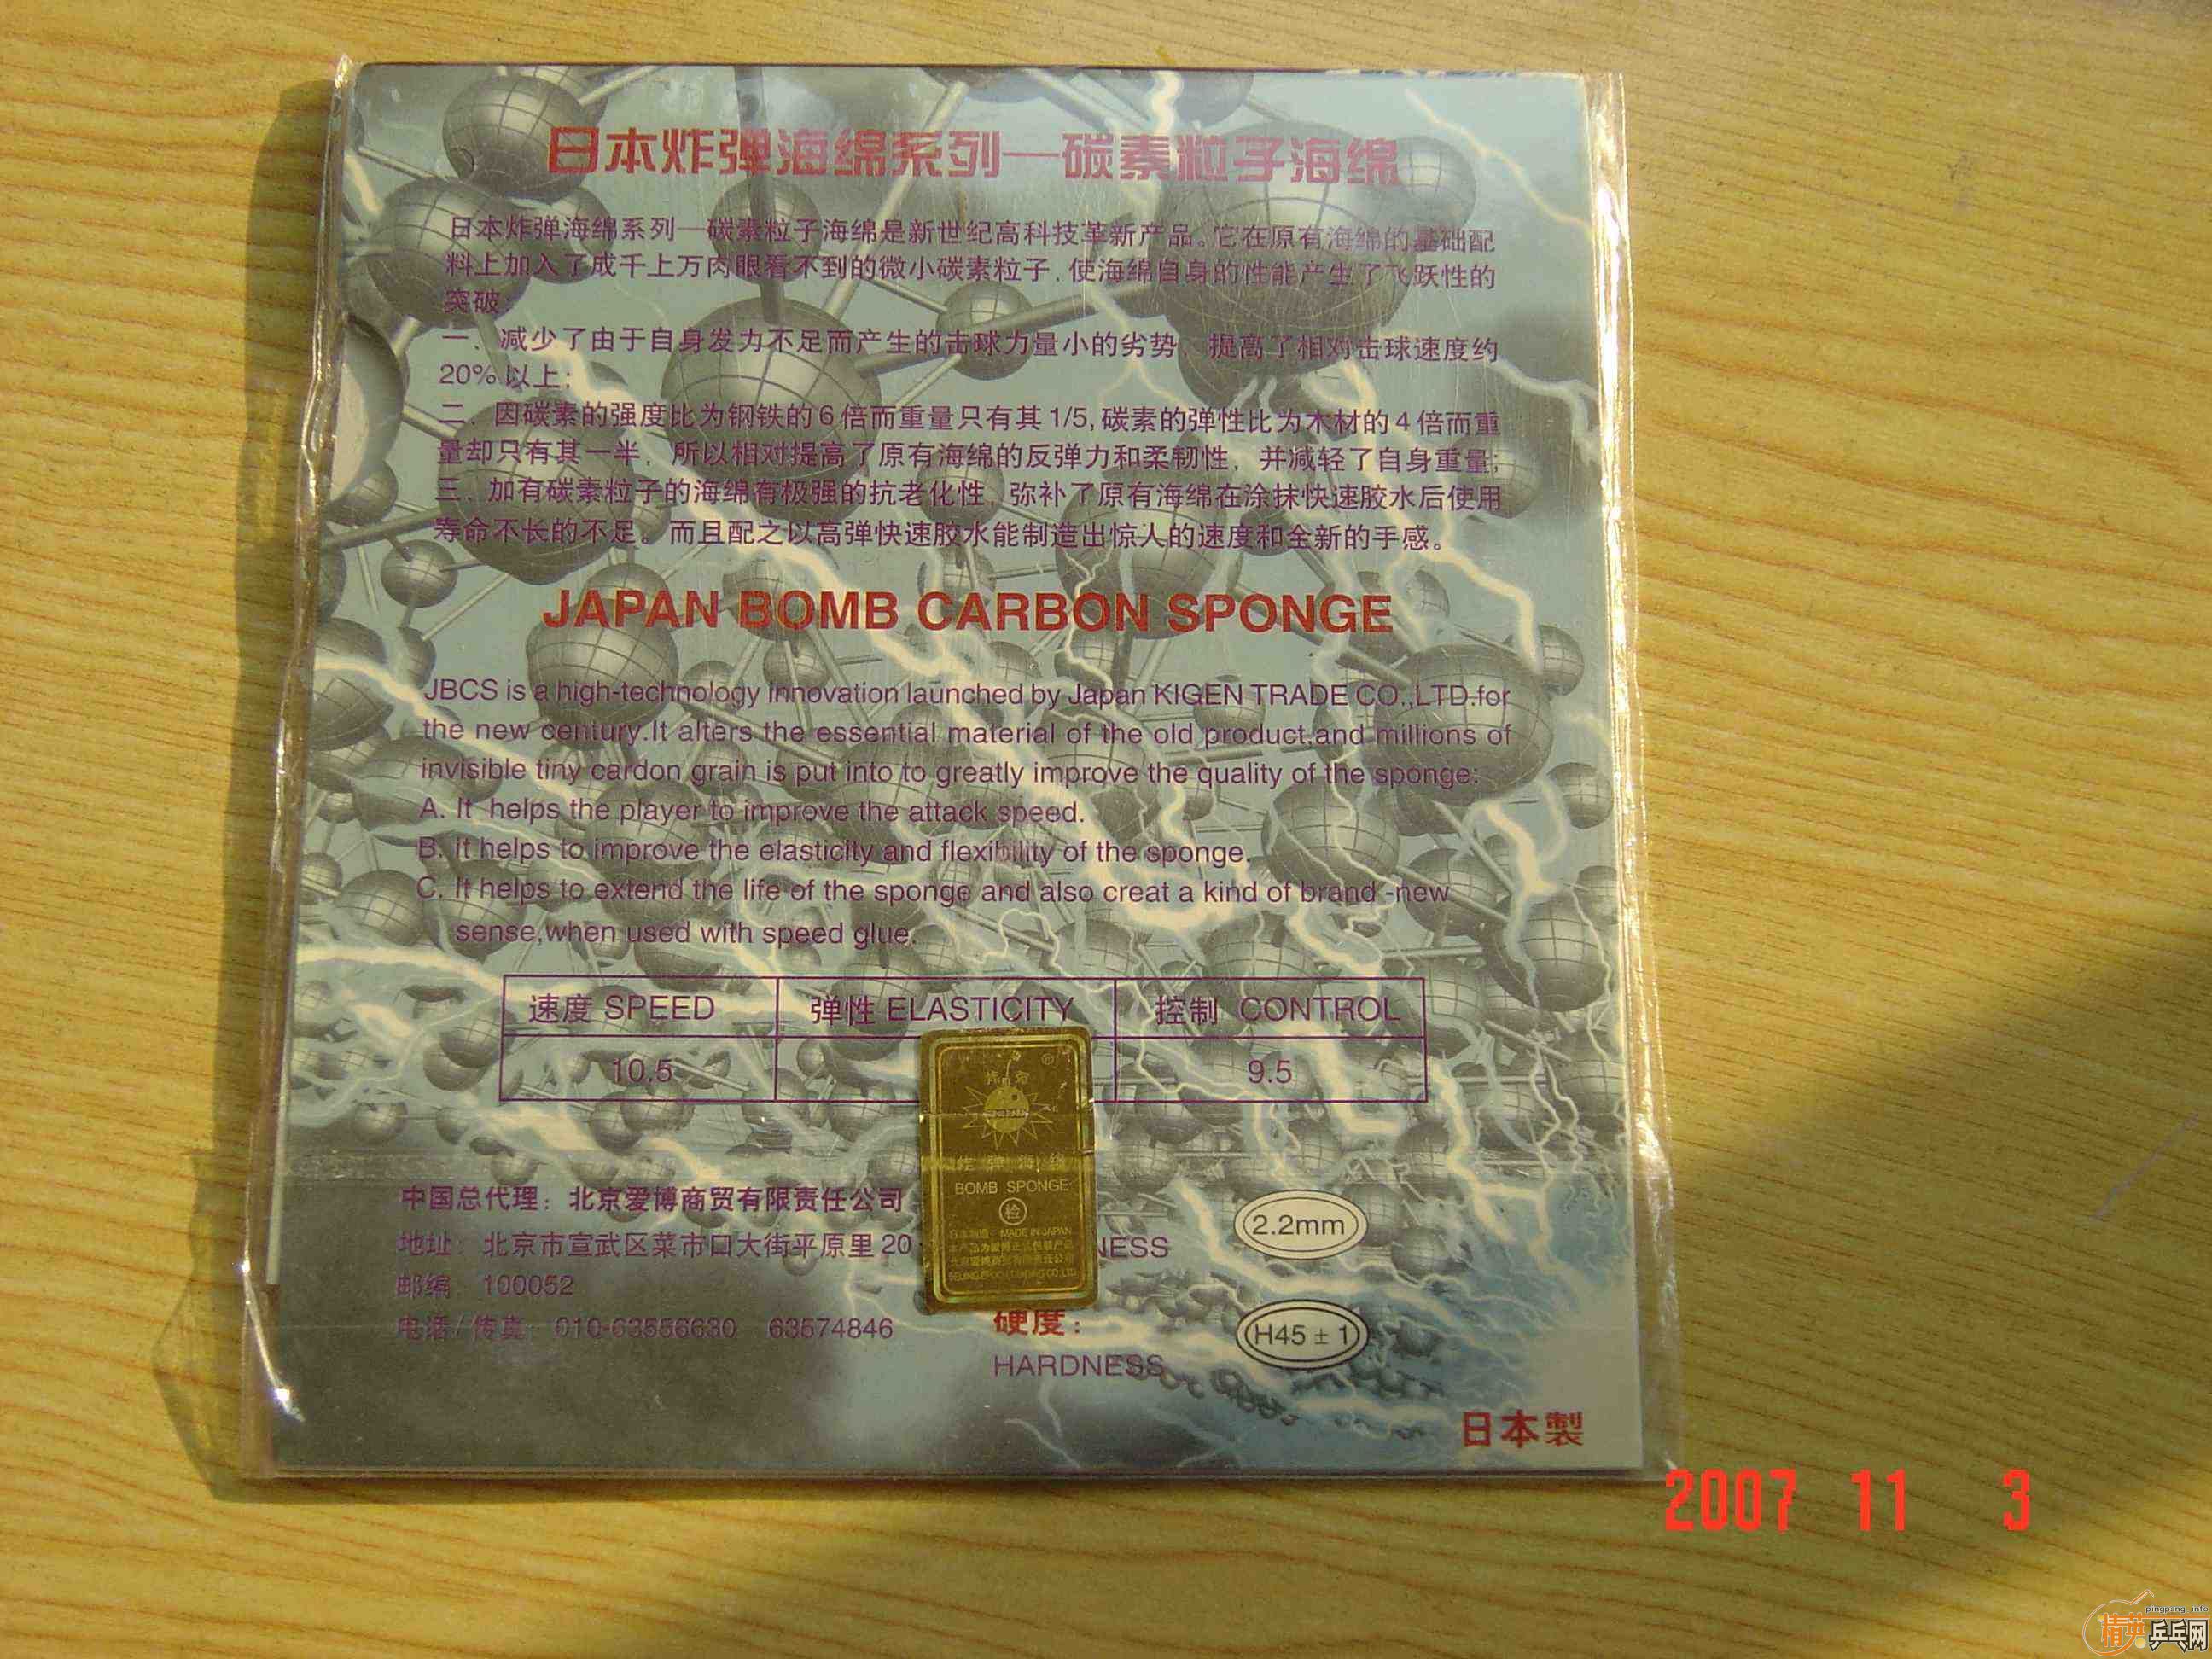 日本炸弹海绵系列—碳素粒子海绵
日本炸弹海绵系列—碳素粒子海绵是新世纪高科技革新产品。它在原有海绵的基础配
料上加入了成千上万肉眼看不到的微小碳素粒子,使海绵自身的性能产生了飞跃性的
突破:
一、减少了由于自身发力不足而产生的击球力量小的劣势,提高了相对击球速度约
20%以上;
二、因碳素的强度比为钢铁的6倍而重量只有其1/5,碳素的弹性比为木材的4倍而重
量却只有其一半,所以相对提高了原有海绵的反弹力和柔韧性,并减轻了自身重量;
三、加有碳素粒子的海绵有极强的抗老化性,弥补了原有海绵在涂抹快速胶水后使用
寿命不长的不足。而且配之以高弹快速胶水能制造出惊人的速度和全新的手感。
JAPAN BOMB CARBON SPONGE
JBCS is a high-technology innovation launched by Japan KIGEN TRADE CO.,LTD.for
the new century.It alters the essential material of the old product,and millions of
invisible tiny cardon grain is put into to greatly improve the quality of the sponge:
A. It helps the player to improve the attack speed.
B. It helps to improve the elasticity and flexibility of the sponge.
C. It helps to extend the life of the sponge and also creat a kind of brand -new
sense,when used with speed glue.
速度 SPEED 弹性 ELASTICITY 控制 CONTROL
10.5 9.5
炸弹海绵
BOMB SPONGE
检
日本制造 MADE IN JAPAN
中国总代理：北京爱博商贸有限责任公司
地址：北京市宣武区菜市口大街平原里20
邮编：100052
电话/传真：010-63556630 63574846
NESS
2.2mm
硬度：
HARDNESS
H45±1
日本製
2007 11 3
pingpang.info
精英乒乓网